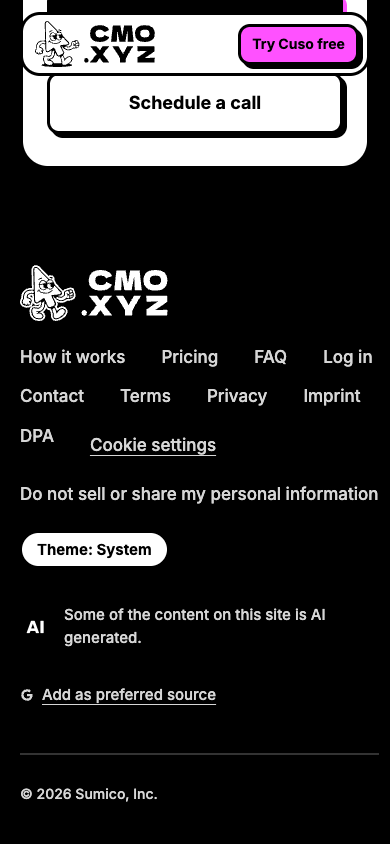 CMO
.XYZ
Try Cuso free
Schedule a call
CMO
.XYZ
How it works Pricing FAQ Log in
Contact Terms Privacy Imprint
DPA Cookie settings
Do not sell or share my personal information
Theme: System
AI
Some of the content on this site is AI
generated.
G Add as preferred source
© 2026 Sumico, Inc.